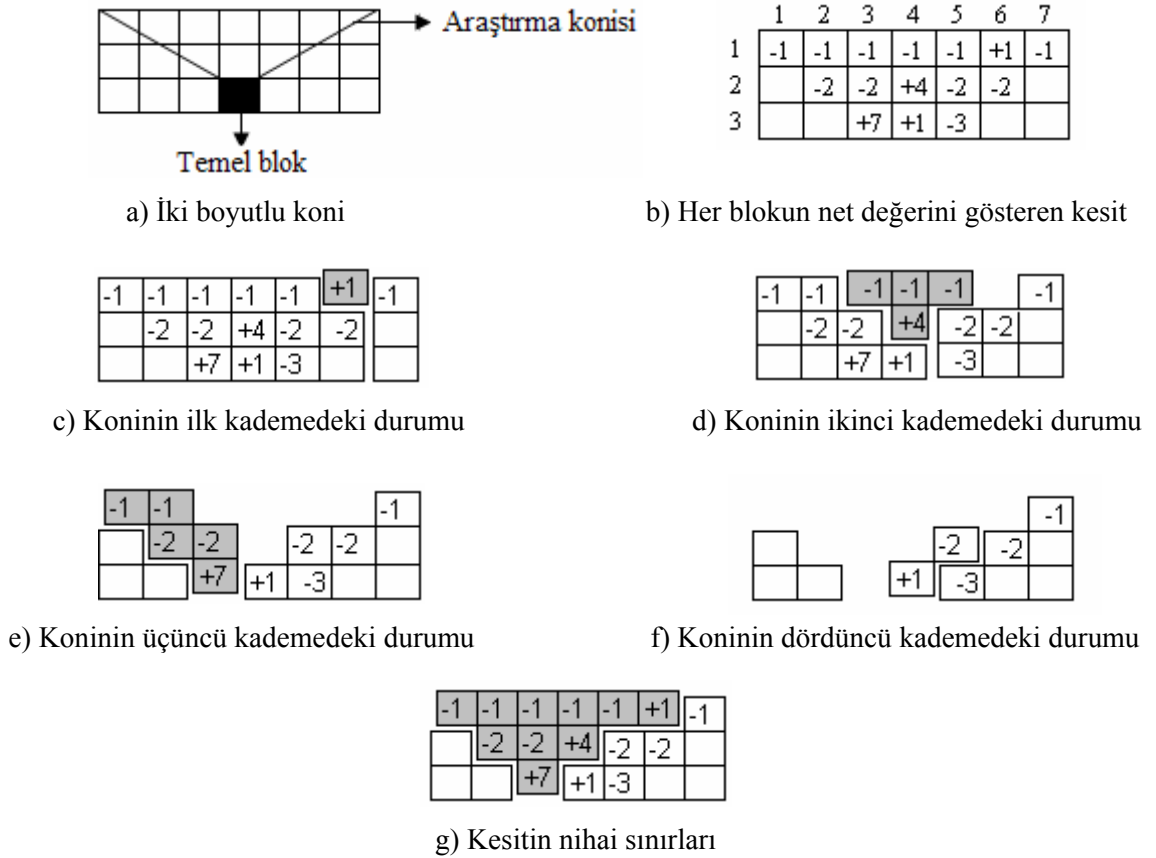 Araştırma konisi
Temel blok
a) İki boyutlu koni
1 2 3 4 5 6 7
1 -1 -1 -1 -1 -1 +1 -1
2 -2 -2 +4 -2 -2
3 +7 +1 -3
b) Her blokun net değerini gösteren kesit
-1 -1 -1 -1 -1 +1 -1
-2 -2 +4 -2 -2
+7 +1 -3
c) Koninin ilk kademedeki durumu
-1 -1 -1 -1 -1 -1
-2 -2 +4 -2 -2
+7 +1 -3
d) Koninin ikinci kademedeki durumu
-1 -1 -1
-2 -2 -2 -2
+7 +1 -3
e) Koninin üçüncü kademedeki durumu
-1
-2 -2
+1 -3
f) Koninin dördüncü kademedeki durumu
-1 -1 -1 -1 -1 +1 -1
-2 -2 +4 -2 -2
+7 +1 -3
g) Kesitin nihai sınırları